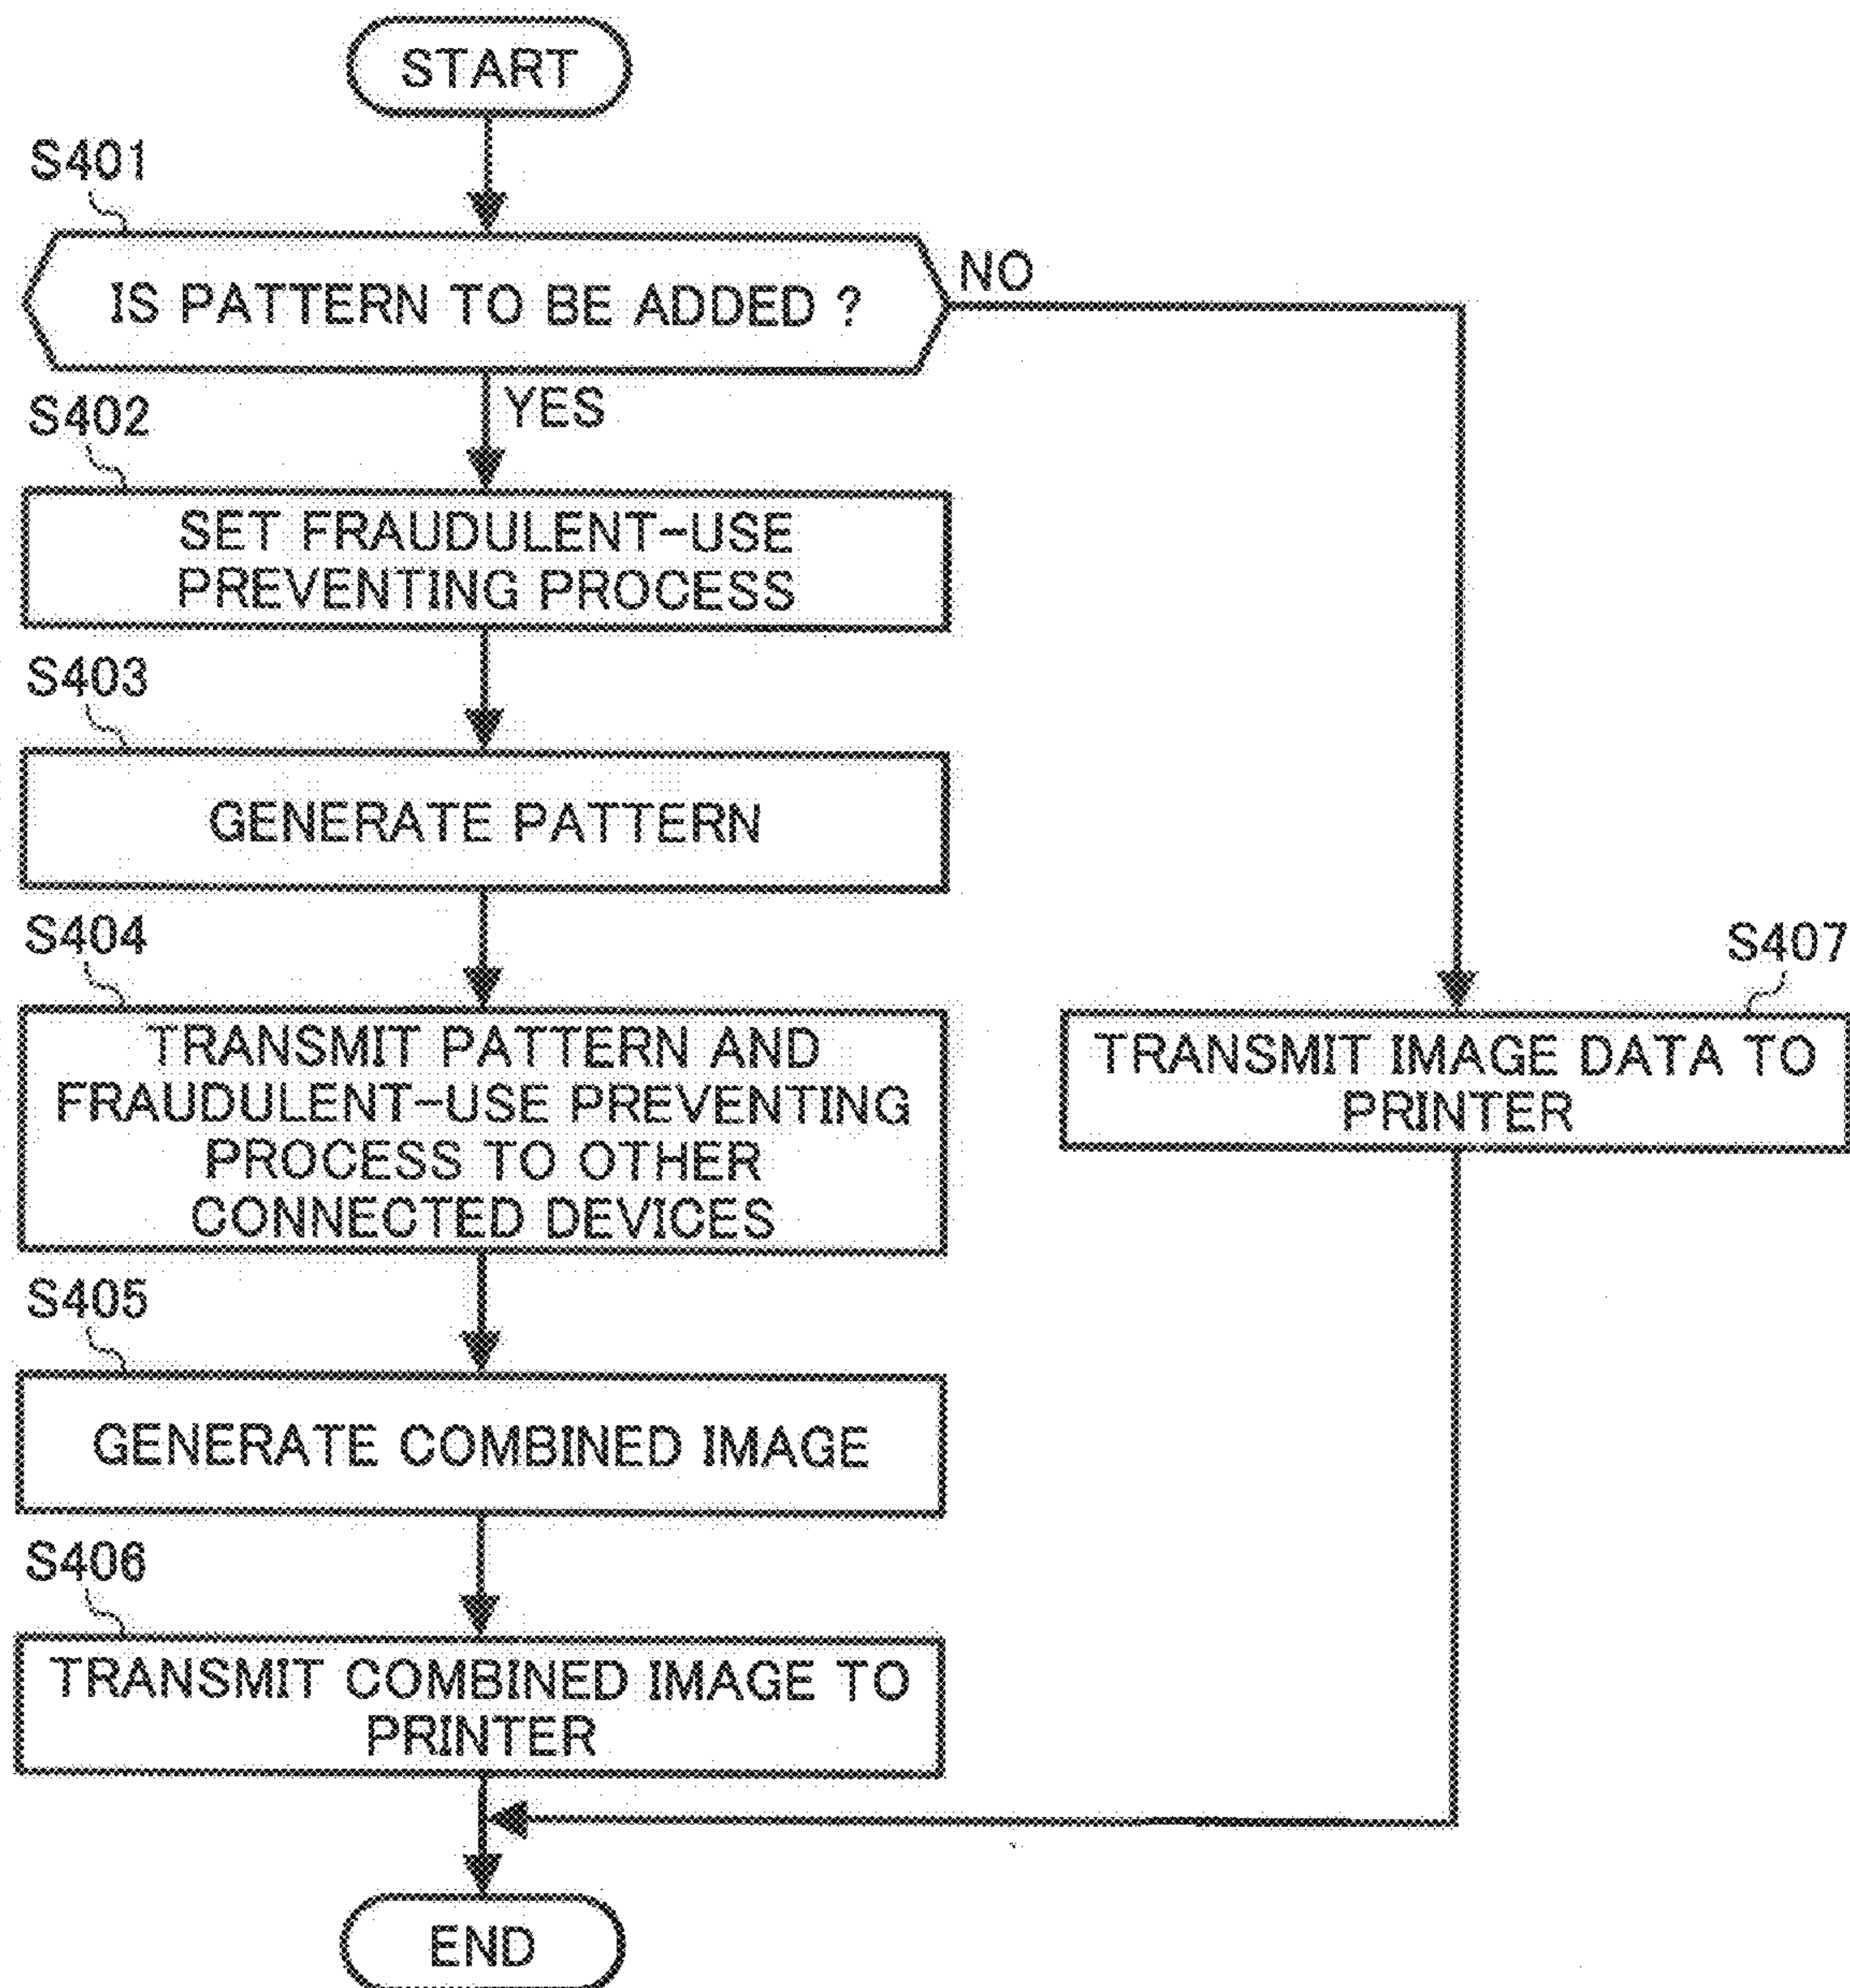 START
S401
IS PATTERN TO BE ADDED ?
NO
YES
S402
SET FRAUDULENT-USE
PREVENTING PROCESS
S403
GENERATE PATTERN
S404
TRANSMIT PATTERN AND
FRAUDULENT-USE PREVENTING
PROCESS TO OTHER
CONNECTED DEVICES
S407
TRANSMIT IMAGE DATA TO
PRINTER
S405
GENERATE COMBINED IMAGE
S406
TRANSMIT COMBINED IMAGE TO
PRINTER
END